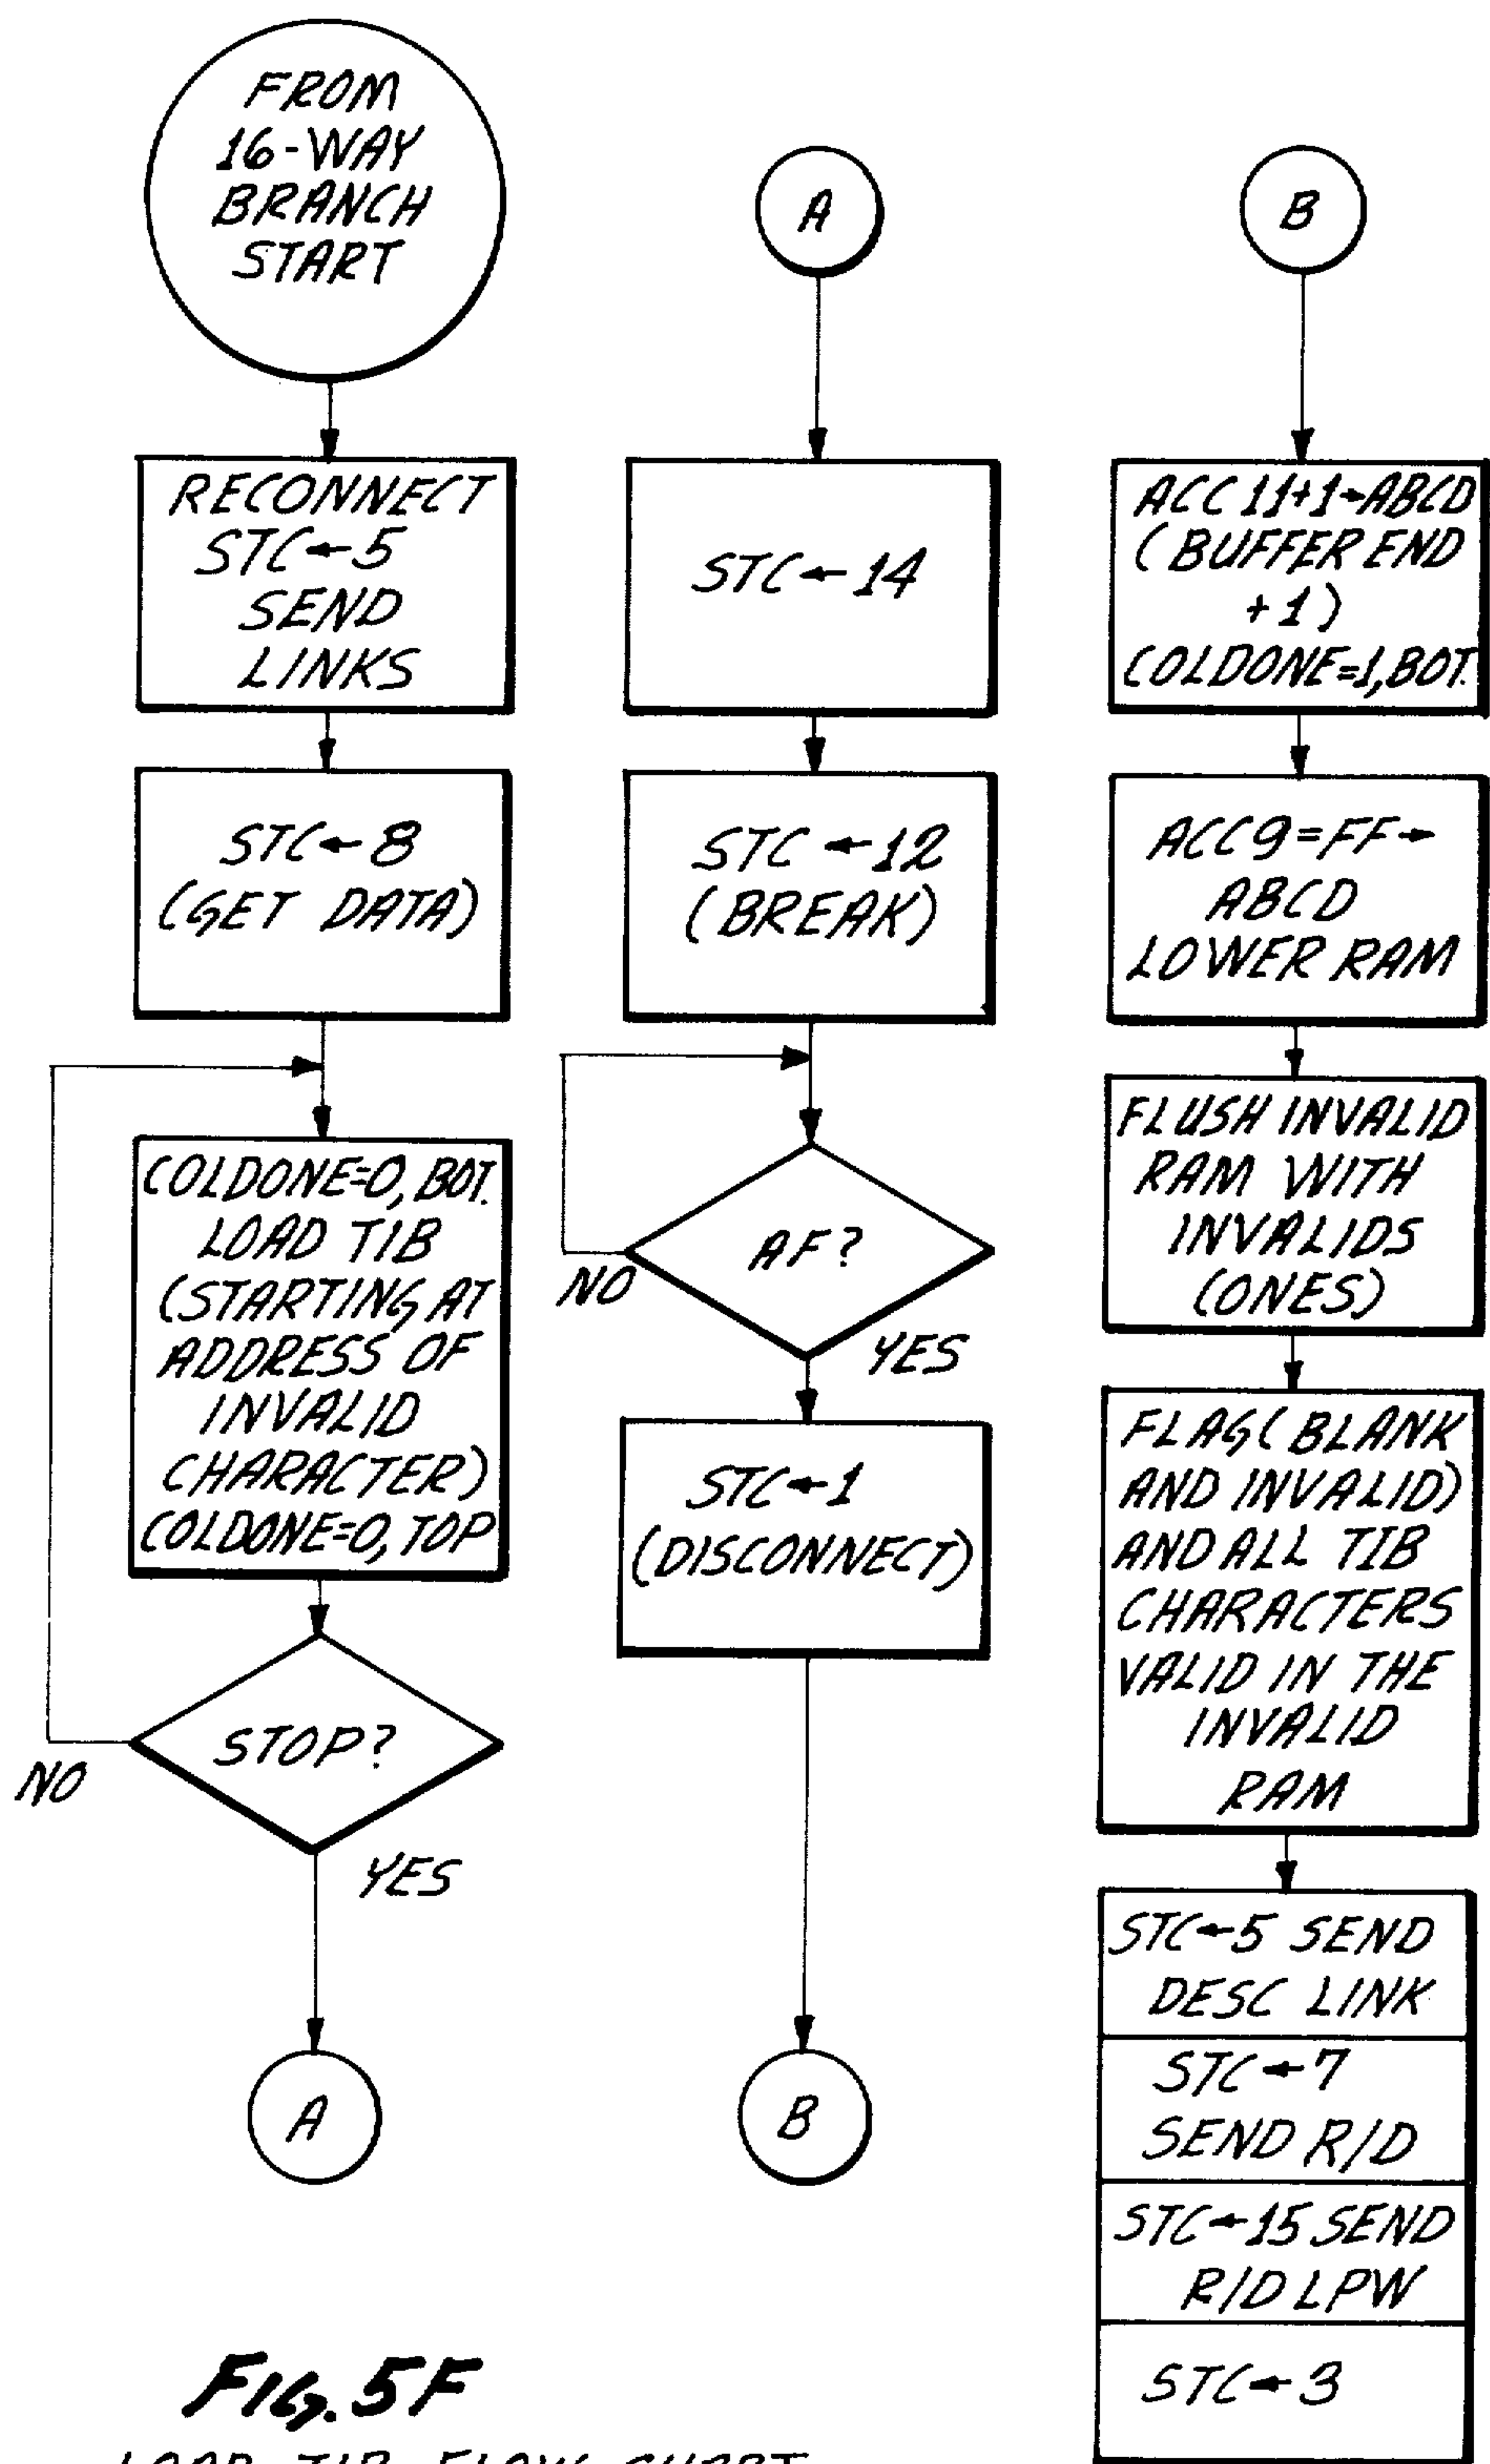 FROM
16-WAY
BRANCH
START
RECONNECT
STC←5
SEND
LINKS
STC←8
(GET DATA)
COLDONE=0, BOT.
LOAD TIB
(STARTING AT
ADDRESS OF
INVALID
CHARACTER)
COLDONE=0, TOP
STOP?
NO
YES
A
A
STC←14
STC←12
(BREAK)
AF?
NO
YES
STC←1
(DISCONNECT)
B
B
ACC 11+1→ABCD
(BUFFER END
+1)
COLDONE=1, BOT.
ACC9=FF→
ABCD
LOWER RAM
FLUSH INVALID
RAM WITH
INVALIDS
(ONES)
FLAG (BLANK
AND INVALID)
AND ALL TIB
CHARACTERS
VALID IN THE
INVALID
RAM
STC←5 SEND
DESC LINK
STC←7
SEND R/D
STC←15 SEND
R/D LPW
STC←3
FIG. 5F
LOAD TIB FLOW CHART